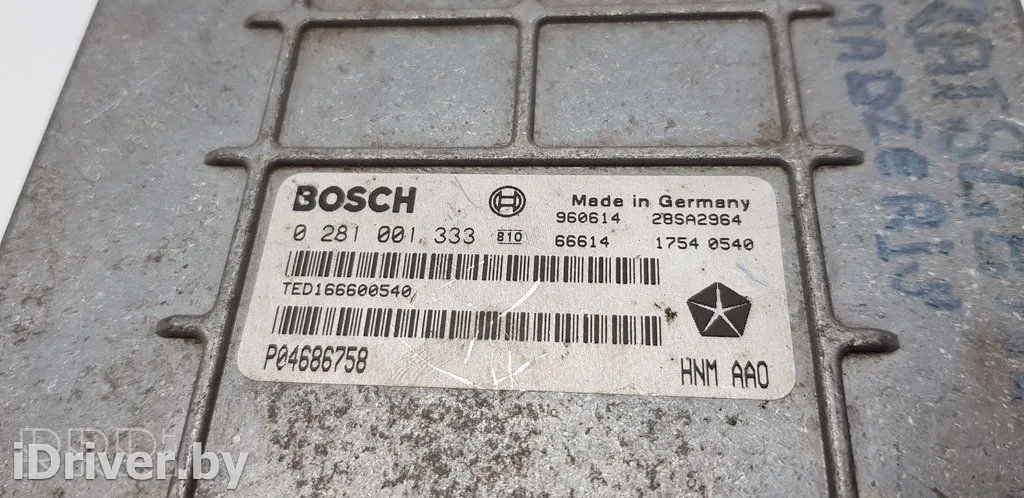 BOSCH
Made in Germany
960614 28SA2964
0 281 001 333 810 66614 1754 0540
TED166600540
P04686758
HNM AAO
iDriver.by